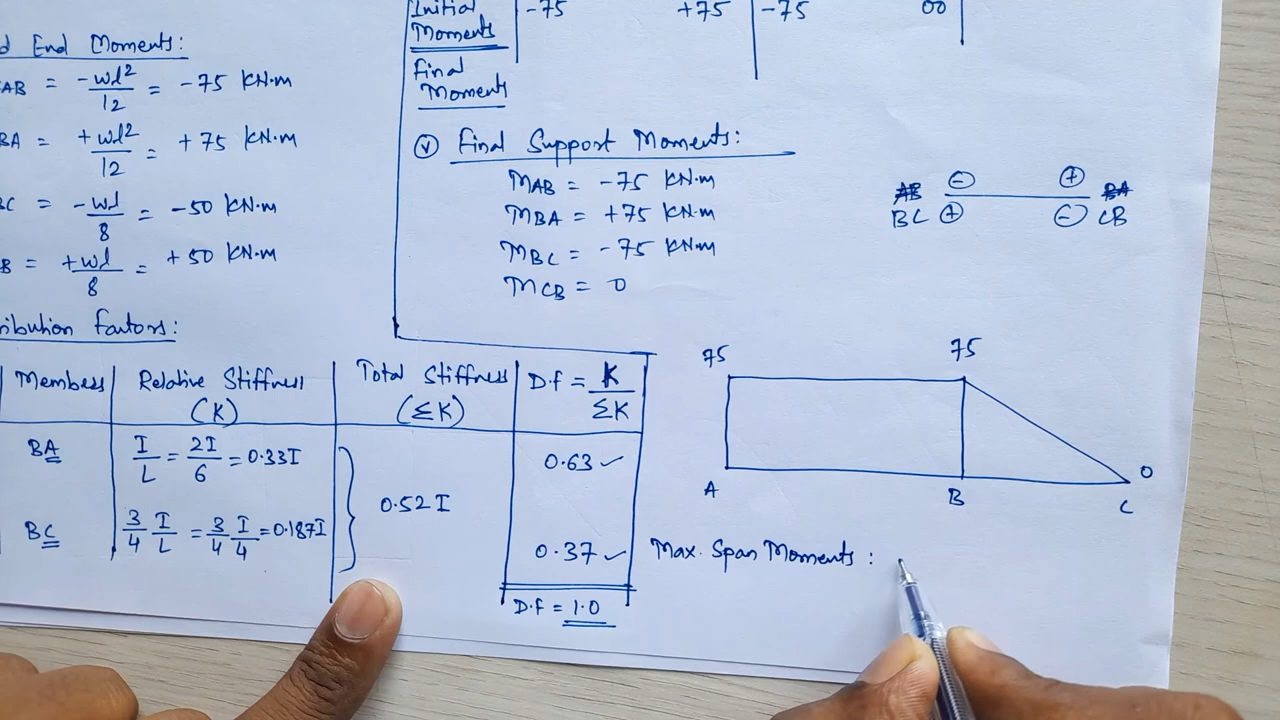 d End Moments:
AB = -wl²/12 = -75 KN.m
BA = +wl²/12 = +75 KN.m
BC = -wl/8 = -50 KN.m
B = +wl/8 = +50 KN.m
ribution factors:
Members | Relative Stiffness (K) | Total Stiffness (ΣK) | D.f = K/ΣK
BA | I/L = 2I/6 = 0.33I | 0.52 I | 0.63 ✓
BC | 3/4 I/L = 3/4 I/4 = 0.187I | 0.37 ✓
D.f = 1.0
Initial Moments | -75 +75 | -75 00
final Moments
(v) Final Support Moments:
MAB = -75 KN.m
MBA = +75 KN.m
MBC = -75 KN.m
MCB = 0
AB ⊖ ⊕ BA
BC ⊕ ⊖ CB
75 75
0
A B C
Max. Span Moments :